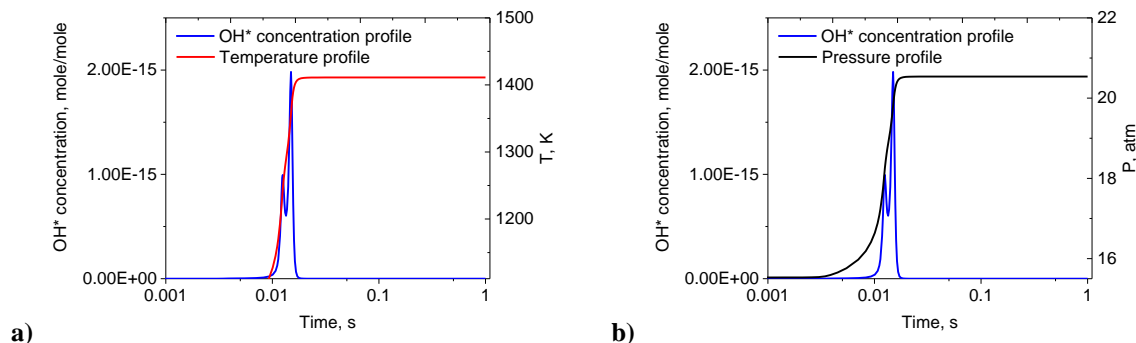 OH* concentration profile
Temperature profile
OH* concentration, mole/mole
2.00E-15
1.00E-15
0.00E+00
0.001
0.01
0.1
1
Time, s
1500
1400
1300
1200
1100
T, K
a)
OH* concentration profile
Pressure profile
OH* concentration, mole/mole
2.00E-15
1.00E-15
0.00E+00
0.001
0.01
0.1
1
Time, s
22
20
18
16
P, atm
b)